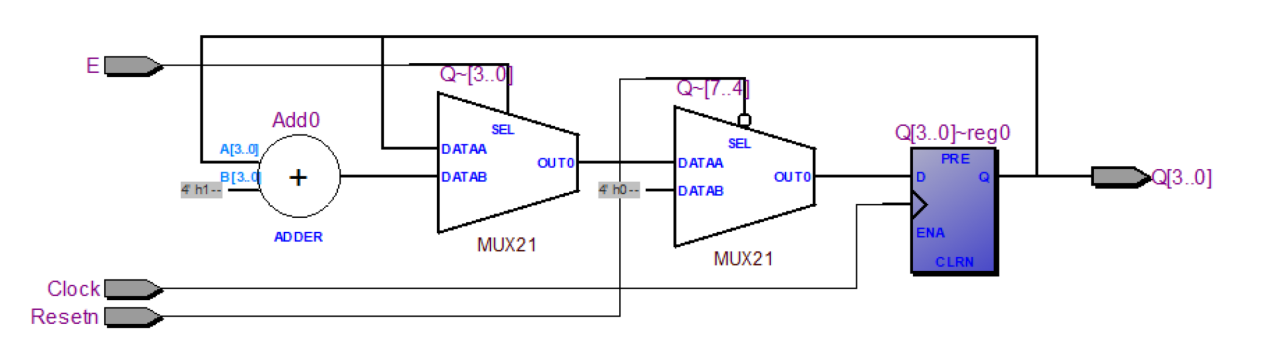 E
Add0
A[3..0]
B[3..0]
4' h1--
+
ADDER
Q~[3..0]
SEL
DATAA
DATAB
OUT0
MUX21
Q~[7..4]
SEL
DATAA
4' h0--
DATAB
OUT0
MUX21
Q[3..0]~reg0
PRE
D
Q
ENA
CLRN
Q[3..0]
Clock
Resetn